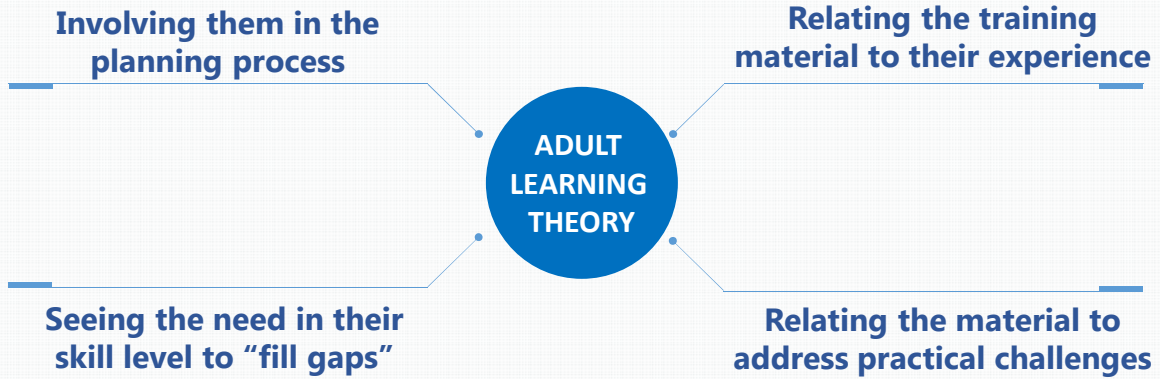 Involving them in the
planning process
Relating the training
material to their experience
ADULT
LEARNING
THEORY
Seeing the need in their
skill level to “fill gaps”
Relating the material to
address practical challenges